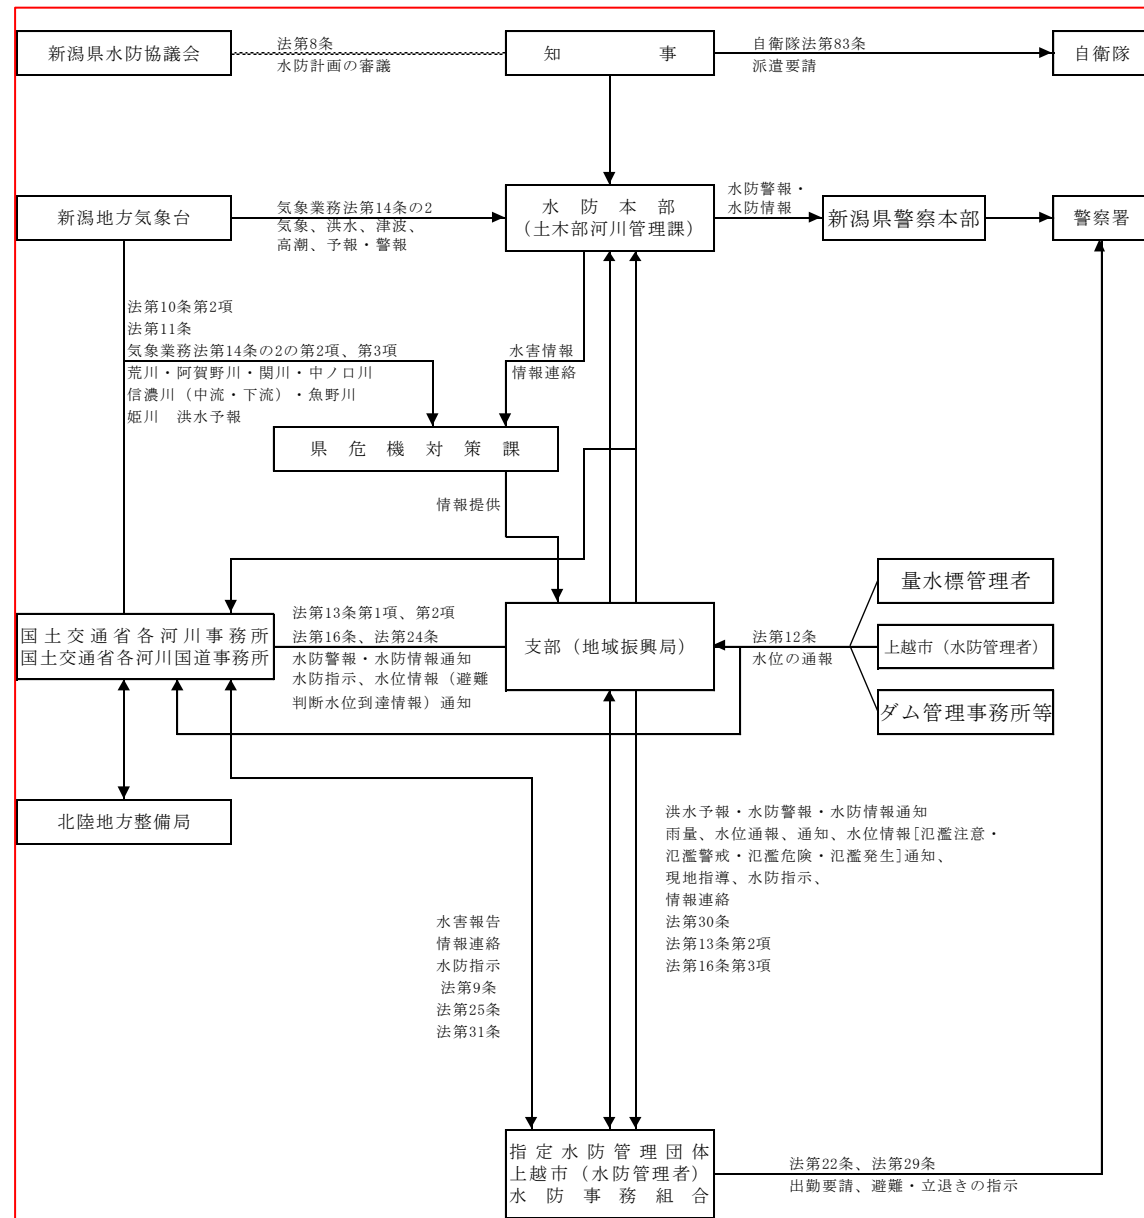 新潟県水防協議会
法第8条
水防計画の審議
知事
自衛隊法第83条
派遣要請
自衛隊
新潟地方気象台
気象業務法第14条の2
気象、洪水、津波、
高潮、予報・警報
水防本部
（土木部河川管理課）
水防警報・
水防情報
新潟県警察本部
警察署
法第10条第2項
法第11条
気象業務法第14条の2の第2項、第3項
荒川・阿賀野川・関川・中ノ口川
信濃川（中流・下流）・魚野川
姫川　洪水予報
水害情報
情報連絡
県危機対策課
情報提供
国土交通省各河川事務所
国土交通省各河川国道事務所
法第13条第1項、第2項
法第16条、法第24条
水防警報・水防情報通知
水防指示、水位情報（避難
判断水位到達情報）通知
支部（地域振興局）
法第12条
水位の通報
量水標管理者
上越市（水防管理者）
ダム管理事務所等
北陸地方整備局
洪水予報・水防警報・水防情報通知
雨量、水位通報、通知、水位情報[氾濫注意・
氾濫警戒・氾濫危険・氾濫発生]通知、
現地指導、水防指示、
情報連絡
法第30条
法第13条第2項
法第16条第3項
水害報告
情報連絡
水防指示
法第9条
法第25条
法第31条
指定水防管理団体
上越市（水防管理者）
水防事務組合
法第22条、法第29条
出動要請、避難・立退きの指示